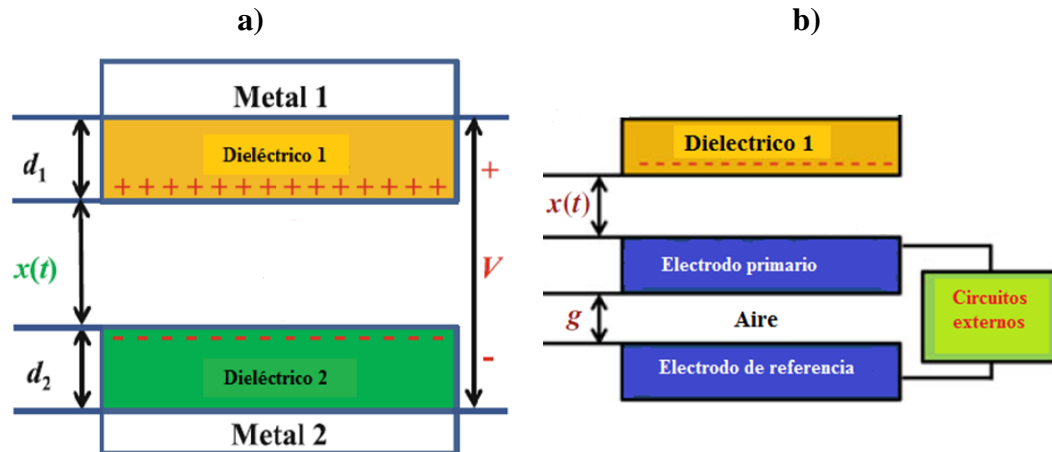 a)
Metal 1
d1
Dieléctrico 1
+ + + + + + + + + + + + + +
+
x(t)
V
d2
- - - - - - - - - - - -
-
Dieléctrico 2
Metal 2
b)
Dielectrico 1
- - - - - - - - - - - -
x(t)
Electrodo primario
g
Aire
Electrodo de referencia
Circuitos
externos